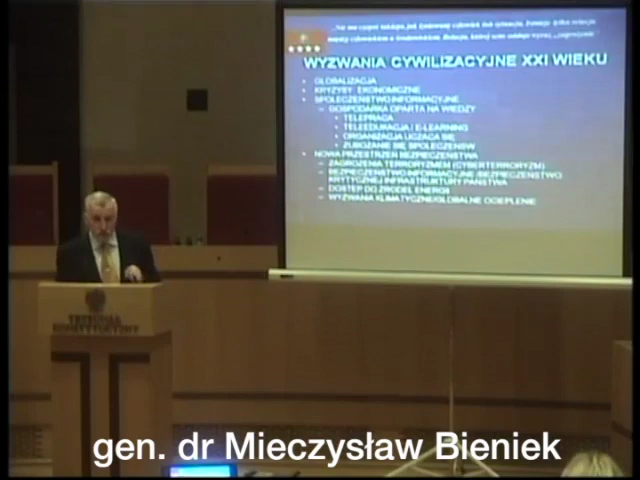 WYZWANIA CYWILIZACYJNE XXI WIEKU
GLOBALIZACJA
KRYZYSY EKONOMICZNE
SPOŁECZEŃSTWO INFORMACYJNE
– GOSPODARKA OPARTA NA WIEDZY
TELEPRACA
TELEEDUKACJA / E-LEARNING
ORGANIZACJA UCZĄCA SIĘ
ZUBOŻANIE SIĘ SPOŁECZEŃSTW
NOWA PRZESTRZEŃ BEZPIECZEŃSTWA
– ZAGROŻENIA TERRORYZMEM (CYBERTERRORYZM)
– BEZPIECZEŃSTWO INFORMACYJNE (BEZPIECZEŃSTWO
KRYTYCZNEJ INFRASTRUKTURY PAŃSTWA
– DOSTĘP DO ŹRÓDEŁ ENERGII
– WYZWANIA KLIMATYCZNE/GLOBALNE OCIEPLENIE
TRYBUNAŁ
KONSTYTUCYJNY
gen. dr Mieczysław Bieniek